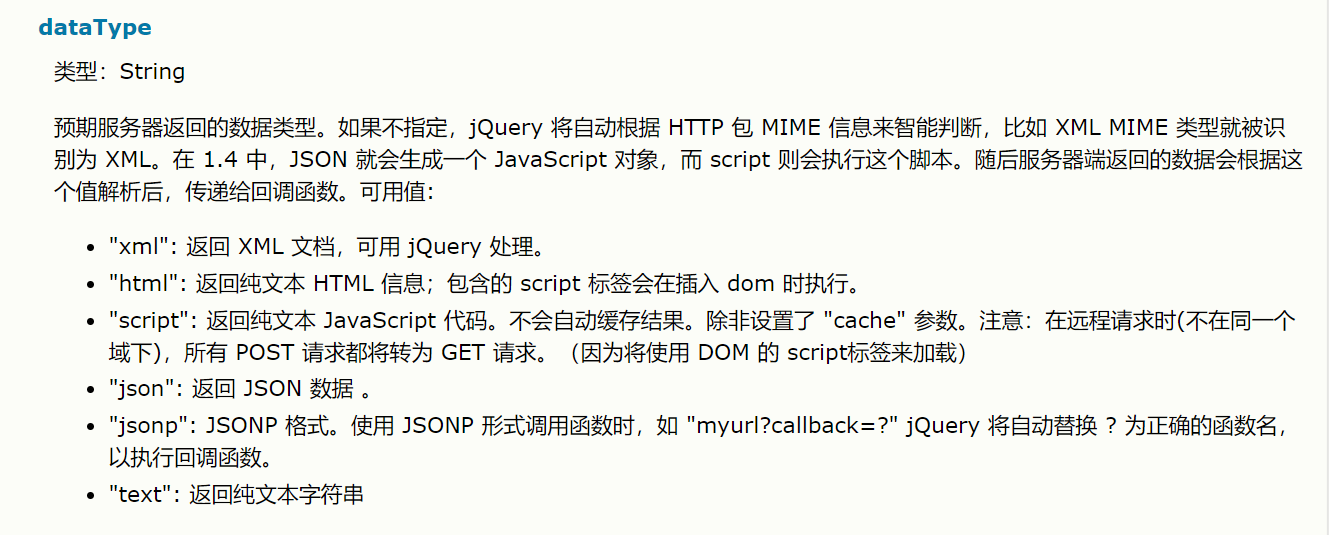 dataType
类型：String
预期服务器返回的数据类型。如果不指定，jQuery 将自动根据 HTTP 包 MIME 信息来智能判断，比如 XML MIME 类型就被识
别为 XML。在 1.4 中，JSON 就会生成一个 JavaScript 对象，而 script 则会执行这个脚本。随后服务器端返回的数据会根据这
个值解析后，传递给回调函数。可用值:
• "xml": 返回 XML 文档，可用 jQuery 处理。
• "html": 返回纯文本 HTML 信息；包含的 script 标签会在插入 dom 时执行。
• "script": 返回纯文本 JavaScript 代码。不会自动缓存结果。除非设置了 "cache" 参数。注意：在远程请求时(不在同一个
域下)，所有 POST 请求都将转为 GET 请求。（因为将使用 DOM 的 script标签来加载）
• "json": 返回 JSON 数据 。
• "jsonp": JSONP 格式。使用 JSONP 形式调用函数时，如 "myurl?callback=?" jQuery 将自动替换 ? 为正确的函数名，
以执行回调函数。
• "text": 返回纯文本字符串